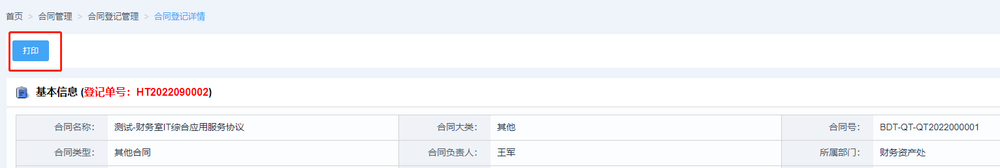 首页 > 合同管理 > 合同登记管理 > 合同登记详情
打印
基本信息 (登记单号：HT2022090002)
合同名称： 测试-财务室IT综合应用服务协议 合同大类： 其他 合同号： BDT-QT-QT2022000001
合同类型： 其他合同 合同负责人： 王军 所属部门： 财务资产处